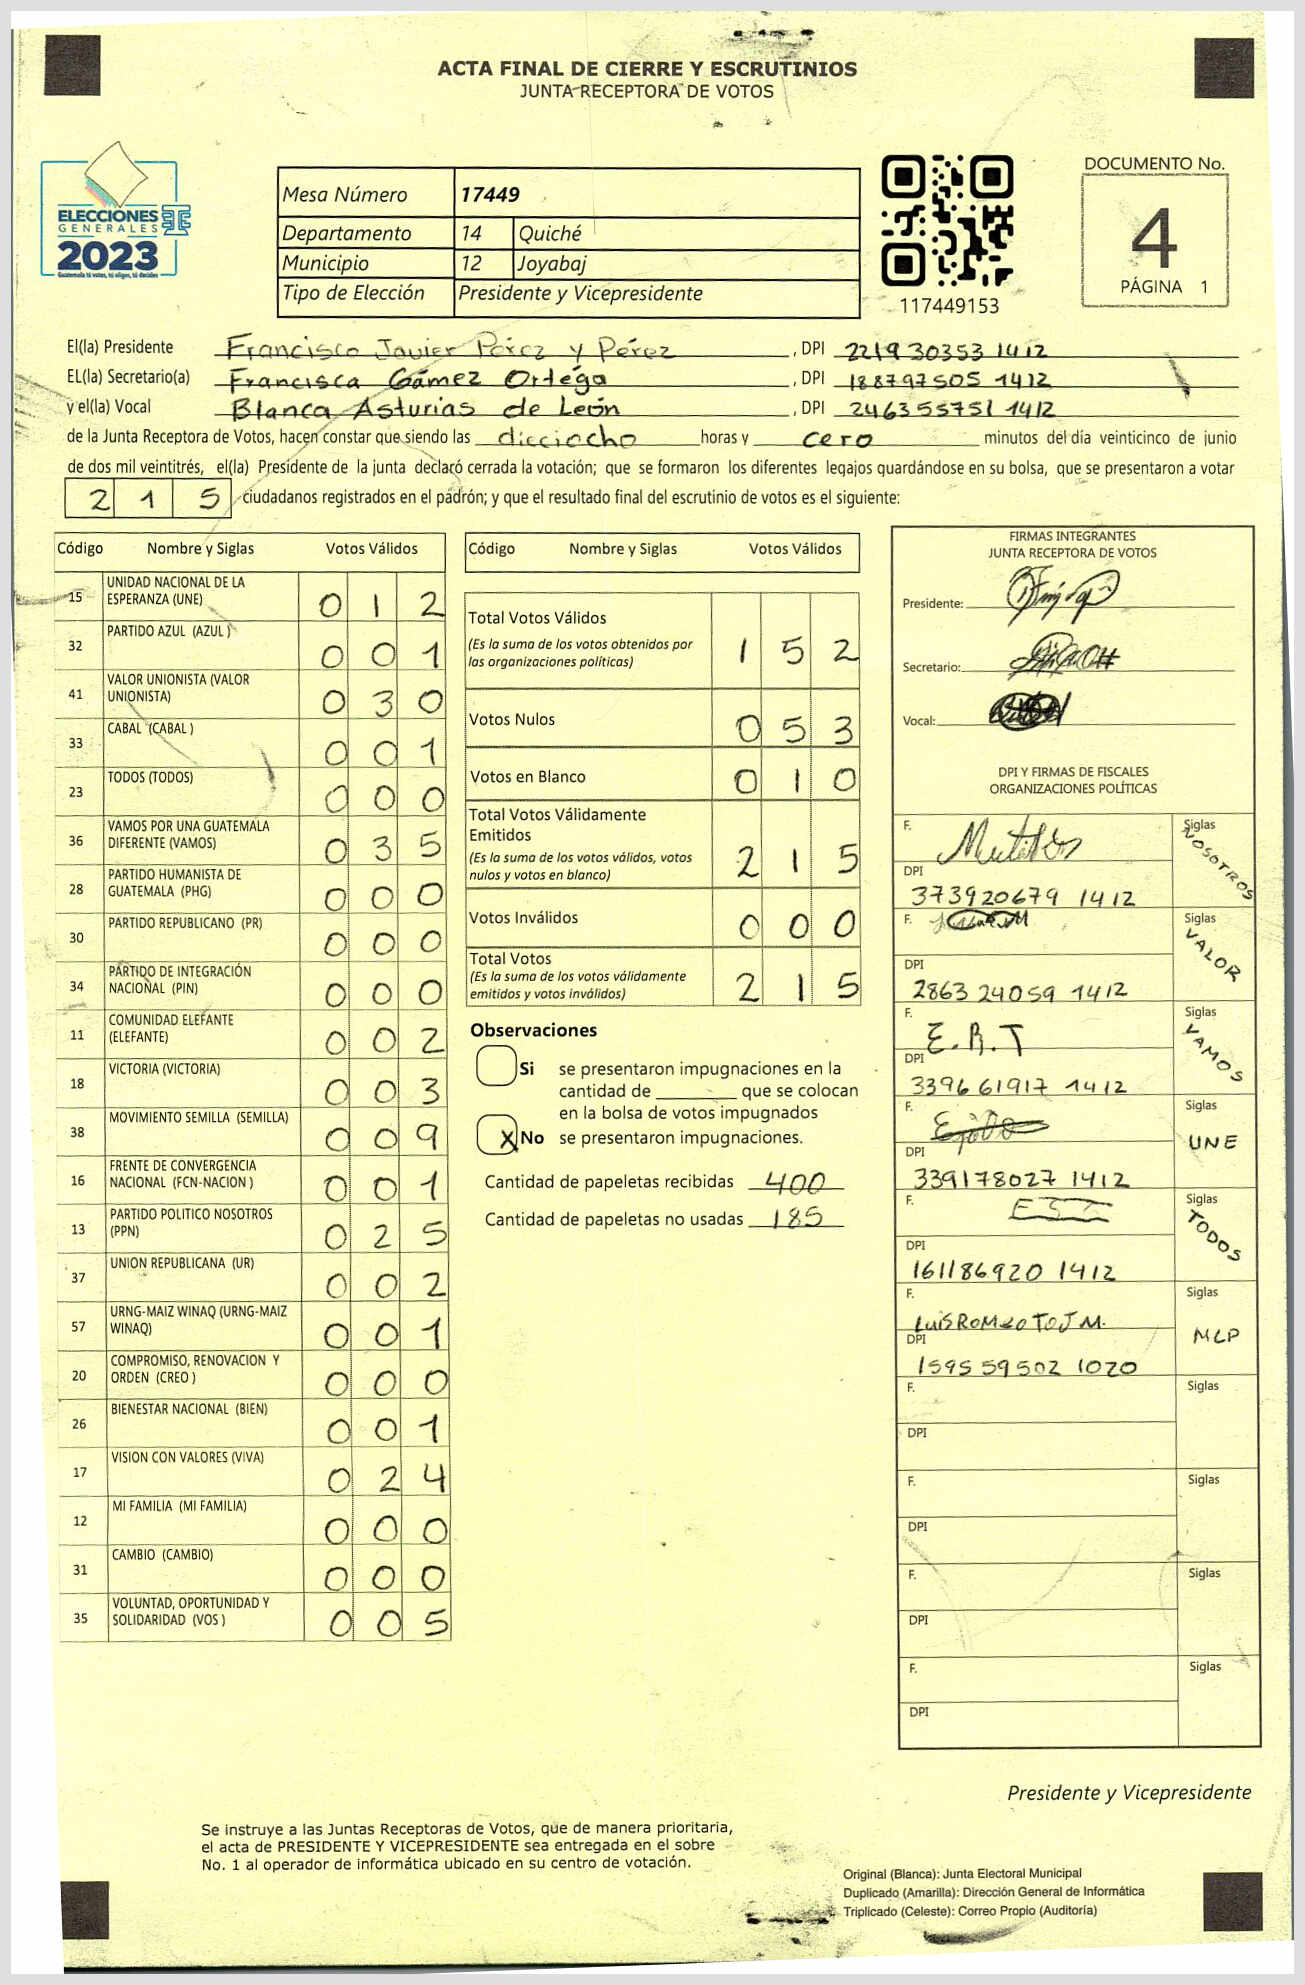 ACTA FINAL DE CIERRE Y ESCRUTINIOS
JUNTA RECEPTORA DE VOTOS
ELECCIONES
GENERALES
2023
Guatemala tú votas, tú eliges, tú decides
Mesa Número 17449
Departamento 14 Quiché
Municipio 12 Joyabaj
Tipo de Elección Presidente y Vicepresidente
117449153
DOCUMENTO No.
4
PÁGINA 1
El(la) Presidente Francisco Javier Pérez y Pérez , DPI 2219 30353 1412
EL(la) Secretario(a) Francisca Gámez Ortega , DPI 188797505 1412
y el(la) Vocal Blanca Asturias de León , DPI 246355751 1412
de la Junta Receptora de Votos, hacen constar que siendo las dieciocho horas y cero minutos del día veinticinco de junio
de dos mil veintitrés, el(la) Presidente de la junta declaró cerrada la votación; que se formaron los diferentes legajos guardándose en su bolsa, que se presentaron a votar
2 1 5 ciudadanos registrados en el padrón; y que el resultado final del escrutinio de votos es el siguiente:
Código Nombre y Siglas Votos Válidos
15 UNIDAD NACIONAL DE LA ESPERANZA (UNE) 0 1 2
32 PARTIDO AZUL (AZUL ) 0 0 1
41 VALOR UNIONISTA (VALOR UNIONISTA) 0 3 0
33 CABAL (CABAL ) 0 0 1
23 TODOS (TODOS) 0 0 0
36 VAMOS POR UNA GUATEMALA DIFERENTE (VAMOS) 0 3 5
28 PARTIDO HUMANISTA DE GUATEMALA (PHG) 0 0 0
30 PARTIDO REPUBLICANO (PR) 0 0 0
34 PARTIDO DE INTEGRACIÓN NACIONAL (PIN) 0 0 0
11 COMUNIDAD ELEFANTE (ELEFANTE) 0 0 2
18 VICTORIA (VICTORIA) 0 0 3
38 MOVIMIENTO SEMILLA (SEMILLA) 0 0 9
16 FRENTE DE CONVERGENCIA NACIONAL (FCN-NACION ) 0 0 1
13 PARTIDO POLITICO NOSOTROS (PPN) 0 2 5
37 UNION REPUBLICANA (UR) 0 0 2
57 URNG-MAIZ WINAQ (URNG-MAIZ WINAQ) 0 0 1
20 COMPROMISO, RENOVACION Y ORDEN (CREO ) 0 0 0
26 BIENESTAR NACIONAL (BIEN) 0 0 1
17 VISION CON VALORES (VIVA) 0 2 4
12 MI FAMILIA (MI FAMILIA) 0 0 0
31 CAMBIO (CAMBIO) 0 0 0
35 VOLUNTAD, OPORTUNIDAD Y SOLIDARIDAD (VOS ) 0 0 5
Código Nombre y Siglas Votos Válidos
Total Votos Válidos 1 5 2
(Es la suma de los votos obtenidos por
las organizaciones políticas)
Votos Nulos 0 5 3
Votos en Blanco 0 1 0
Total Votos Válidamente
Emitidos 2 1 5
(Es la suma de los votos válidos, votos
nulos y votos en blanco)
Votos Inválidos 0 0 0
Total Votos 2 1 5
(Es la suma de los votos válidamente
emitidos y votos inválidos)
Observaciones
Si se presentaron impugnaciones en la
cantidad de ________ que se colocan
en la bolsa de votos impugnados
X No se presentaron impugnaciones.
Cantidad de papeletas recibidas 400
Cantidad de papeletas no usadas 185
FIRMAS INTEGRANTES
JUNTA RECEPTORA DE VOTOS
Presidente:
Secretario:
Vocal:
DPI Y FIRMAS DE FISCALES
ORGANIZACIONES POLÍTICAS
F. Siglas NOSOTROS
DPI
373920679 1412
F. Siglas VALOR
DPI
2863 24059 1412
F. E.R.T Siglas VAMOS
DPI
3396 61917 1412
F. Siglas UNE
DPI
339178027 1412
F. Siglas TODOS
DPI
161186920 1412
F. LUIS ROMEO TOJ M. Siglas MLP
DPI
1595 59502 1020
F. Siglas
DPI
F. Siglas
DPI
F. Siglas
DPI
F. Siglas
DPI
Presidente y Vicepresidente
Se instruye a las Juntas Receptoras de Votos, que de manera prioritaria,
el acta de PRESIDENTE Y VICEPRESIDENTE sea entregada en el sobre
No. 1 al operador de informática ubicado en su centro de votación.
Original (Blanca): Junta Electoral Municipal
Duplicado (Amarilla): Dirección General de Informática
Triplicado (Celeste): Correo Propio (Auditoría)